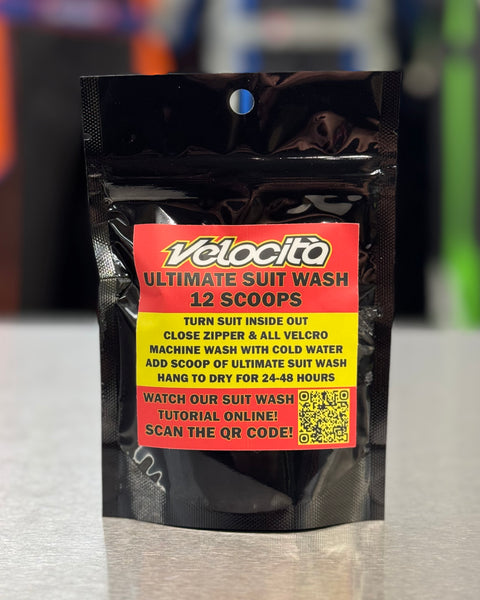 Velocità
ULTIMATE SUIT WASH
12 SCOOPS
TURN SUIT INSIDE OUT
CLOSE ZIPPER & ALL VELCRO
MACHINE WASH WITH COLD WATER
ADD SCOOP OF ULTIMATE SUIT WASH
HANG TO DRY FOR 24-48 HOURS
WATCH OUR SUIT WASH
TUTORIAL ONLINE!
SCAN THE QR CODE!